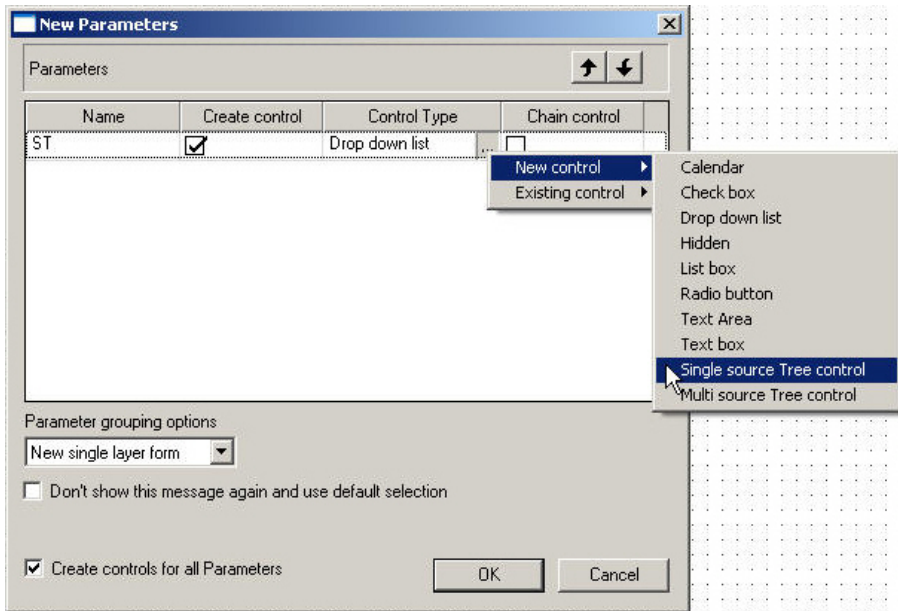 New Parameters
Parameters
Name Create control Control Type Chain control
ST Drop down list ...
New control
Existing control
Calendar
Check box
Drop down list
Hidden
List box
Radio button
Text Area
Text box
Single source Tree control
Multi source Tree control
Parameter grouping options
New single layer form
Don't show this message again and use default selection
Create controls for all Parameters
OK Cancel